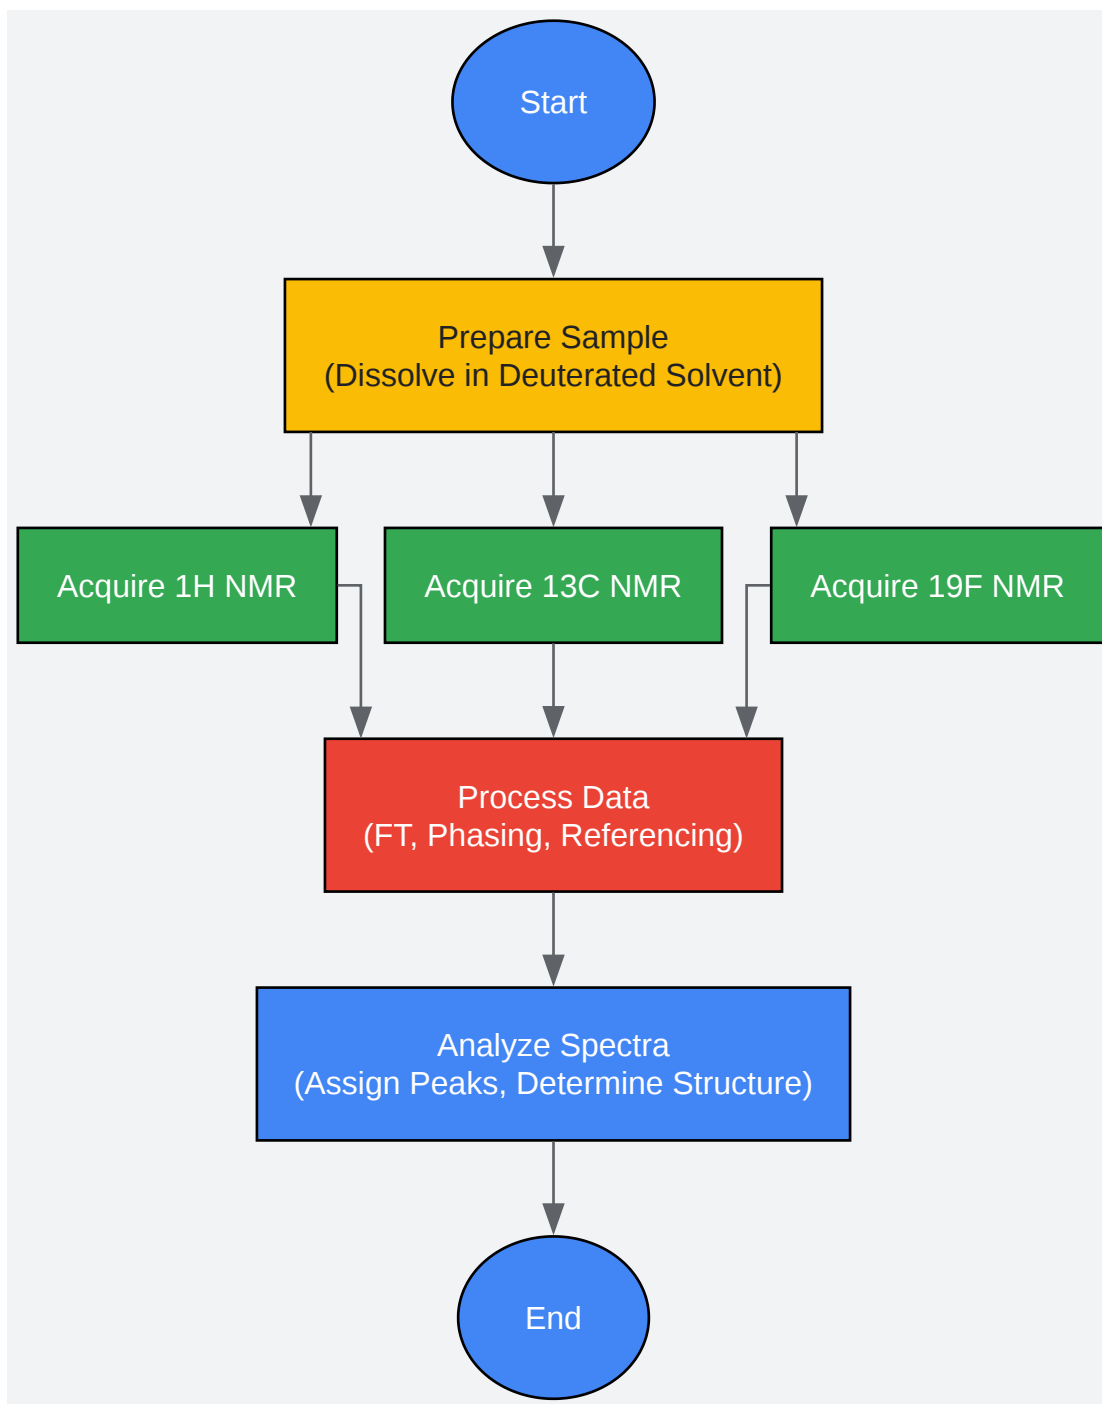 Start
Prepare Sample
(Dissolve in Deuterated Solvent)
Acquire 1H NMR
Acquire 13C NMR
Acquire 19F NMR
Process Data
(FT, Phasing, Referencing)
Analyze Spectra
(Assign Peaks, Determine Structure)
End